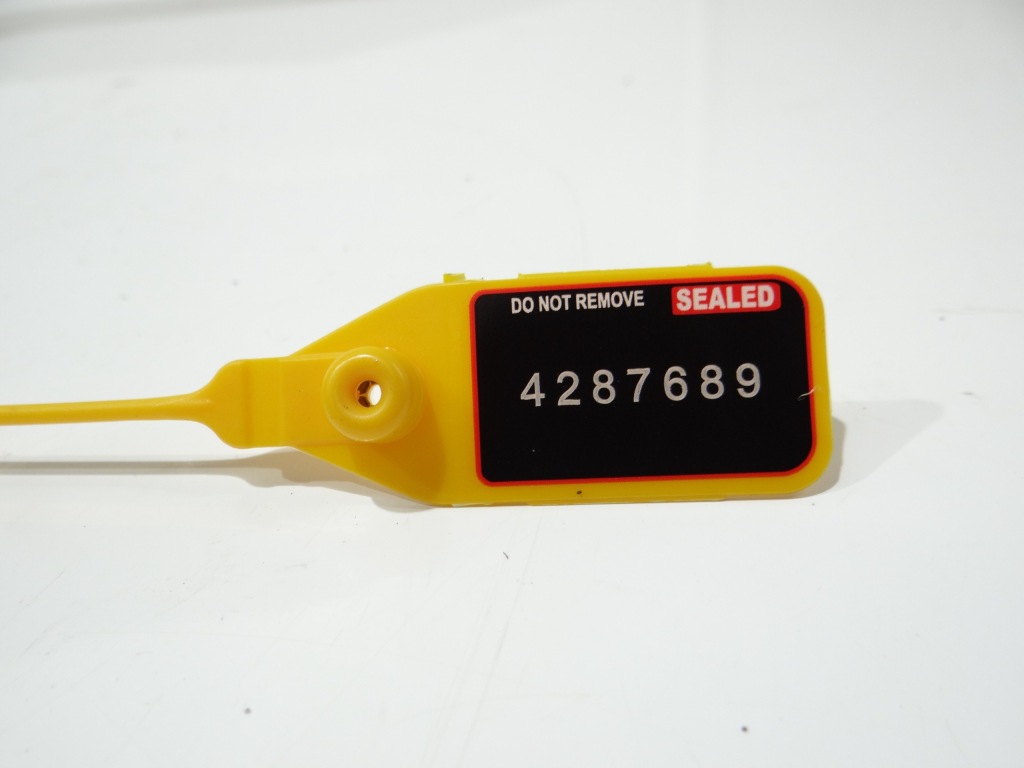 DO NOT REMOVE SEALED
4287689